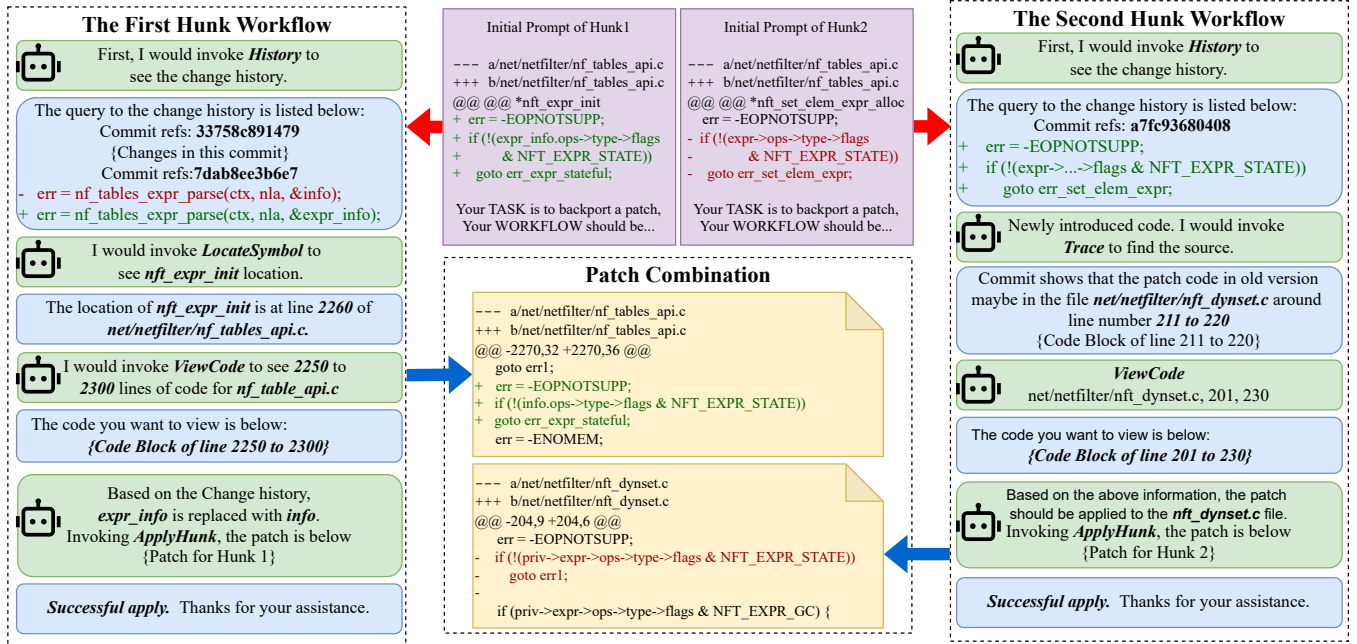 The First Hunk Workflow
First, I would invoke History to
see the change history.
The query to the change history is listed below:
Commit refs: 33758c891479
{Changes in this commit}
Commit refs:7dab8ee3b6e7
- err = nf_tables_expr_parse(ctx, nla, &info);
+ err = nf_tables_expr_parse(ctx, nla, &expr_info);
I would invoke LocateSymbol to
see nft_expr_init location.
The location of nft_expr_init is at line 2260 of
net/netfilter/nf_tables_api.c.
I would invoke ViewCode to see 2250 to
2300 lines of code for nf_table_api.c
The code you want to view is below:
{Code Block of line 2250 to 2300}
Based on the Change history,
expr_info is replaced with info.
Invoking ApplyHunk, the patch is below
{Patch for Hunk 1}
Successful apply. Thanks for your assistance.
Initial Prompt of Hunk1
--- a/net/netfilter/nf_tables_api.c
+++ b/net/netfilter/nf_tables_api.c
@@ @@ *nft_expr_init
+ err = -EOPNOTSUPP;
+ if (!(expr_info.ops->type->flags
+ & NFT_EXPR_STATE))
+ goto err_expr_stateful;
Your TASK is to backport a patch,
Your WORKFLOW should be...
Initial Prompt of Hunk2
--- a/net/netfilter/nf_tables_api.c
+++ b/net/netfilter/nf_tables_api.c
@@ @@ *nft_set_elem_expr_alloc
err = -EOPNOTSUPP;
- if (!(expr->ops->type->flags
- & NFT_EXPR_STATE))
- goto err_set_elem_expr;
Your TASK is to backport a patch,
Your WORKFLOW should be...
Patch Combination
--- a/net/netfilter/nf_tables_api.c
+++ b/net/netfilter/nf_tables_api.c
@@ -2270,32 +2270,36 @@
goto err1;
+ err = -EOPNOTSUPP;
+ if (!(info.ops->type->flags & NFT_EXPR_STATE))
+ goto err_expr_stateful;
err = -ENOMEM;
--- a/net/netfilter/nft_dynset.c
+++ b/net/netfilter/nft_dynset.c
@@ -204,9 +204,6 @@
err = -EOPNOTSUPP;
- if (!(priv->expr->ops->type->flags & NFT_EXPR_STATE))
- goto err1;
-
if (priv->expr->ops->type->flags & NFT_EXPR_GC) {
The Second Hunk Workflow
First, I would invoke History to
see the change history.
The query to the change history is listed below:
Commit refs: a7fc93680408
+ err = -EOPNOTSUPP;
+ if (!(expr->...->flags & NFT_EXPR_STATE))
+ goto err_set_elem_expr;
Newly introduced code. I would invoke
Trace to find the source.
Commit shows that the patch code in old version
maybe in the file net/netfilter/nft_dynset.c around
line number 211 to 220
{Code Block of line 211 to 220}
ViewCode
net/netfilter/nft_dynset.c, 201, 230
The code you want to view is below:
{Code Block of line 201 to 230}
Based on the above information, the patch
should be applied to the nft_dynset.c file.
Invoking ApplyHunk, the patch is below
{Patch for Hunk 2}
Successful apply. Thanks for your assistance.